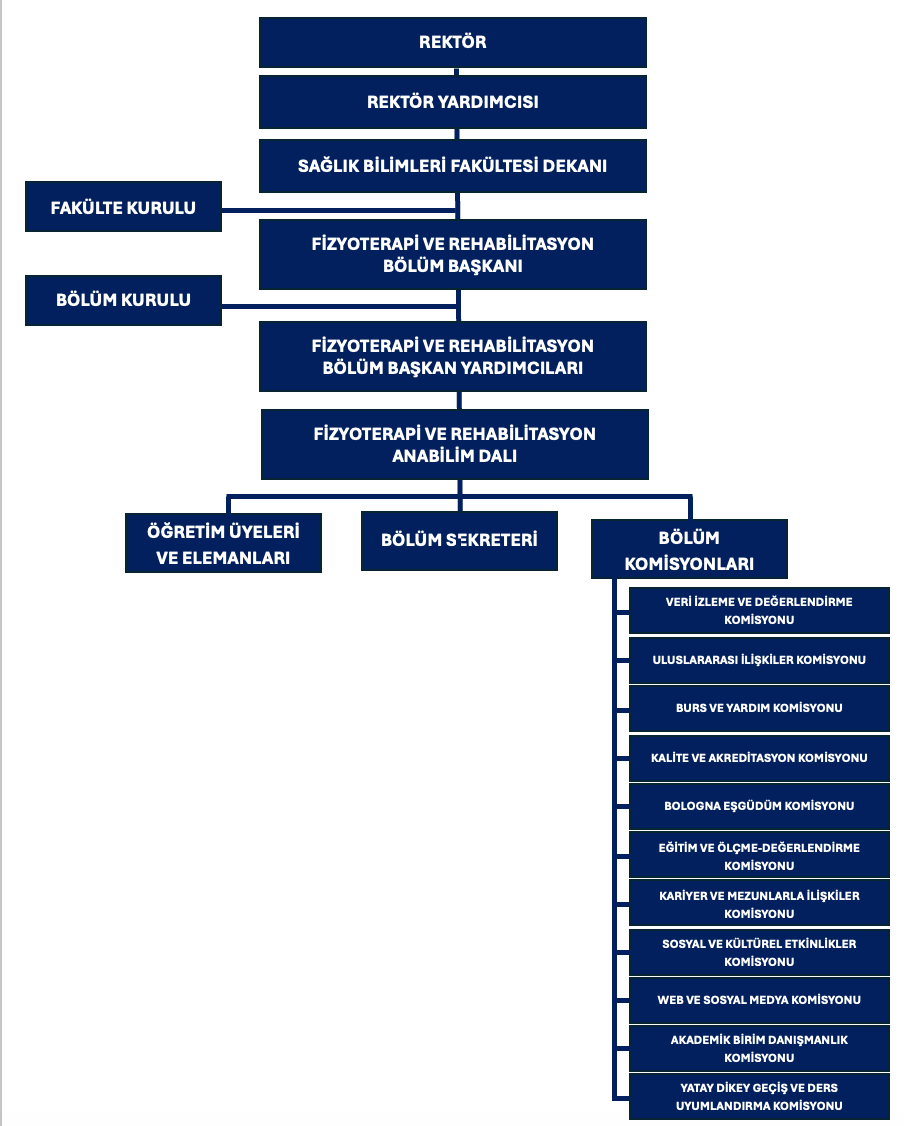 REKTÖR
REKTÖR YARDIMCISI
SAĞLIK BİLİMLERİ FAKÜLTESİ DEKANI
FAKÜLTE KURULU
FİZYOTERAPİ VE REHABİLİTASYON
BÖLÜM BAŞKANI
BÖLÜM KURULU
FİZYOTERAPİ VE REHABİLİTASYON
BÖLÜM BAŞKAN YARDIMCILARI
FİZYOTERAPİ VE REHABİLİTASYON
ANABİLİM DALI
ÖĞRETİM ÜYELERİ
VE ELEMANLARI
BÖLÜM SEKRETERİ
BÖLÜM
KOMİSYONLARI
VERİ İZLEME VE DEĞERLENDİRME
KOMİSYONU
ULUSLARARASI İLİŞKİLER KOMİSYONU
BURS VE YARDIM KOMİSYONU
KALİTE VE AKREDİTASYON KOMİSYONU
BOLOGNA EŞGÜDÜM KOMİSYONU
EĞİTİM VE ÖLÇME-DEĞERLENDİRME
KOMİSYONU
KARİYER VE MEZUNLARLA İLİŞKİLER
KOMİSYONU
SOSYAL VE KÜLTÜREL ETKİNLİKLER
KOMİSYONU
WEB VE SOSYAL MEDYA KOMİSYONU
AKADEMİK BİRİM DANIŞMANLIK
KOMİSYONU
YATAY DİKEY GEÇİŞ VE DERS
UYUMLANDIRMA KOMİSYONU